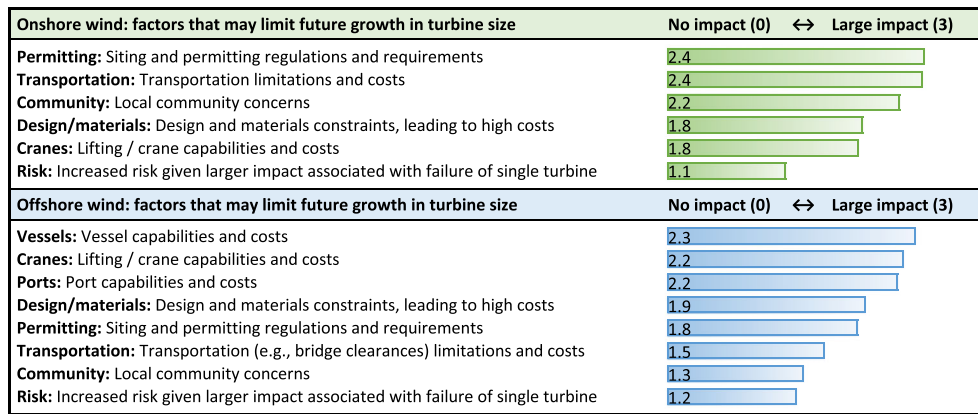 Onshore wind: factors that may limit future growth in turbine size No impact (0) ↔ Large impact (3)
Permitting: Siting and permitting regulations and requirements 2.4
Transportation: Transportation limitations and costs 2.4
Community: Local community concerns 2.2
Design/materials: Design and materials constraints, leading to high costs 1.8
Cranes: Lifting / crane capabilities and costs 1.8
Risk: Increased risk given larger impact associated with failure of single turbine 1.1
Offshore wind: factors that may limit future growth in turbine size No impact (0) ↔ Large impact (3)
Vessels: Vessel capabilities and costs 2.3
Cranes: Lifting / crane capabilities and costs 2.2
Ports: Port capabilities and costs 2.2
Design/materials: Design and materials constraints, leading to high costs 1.9
Permitting: Siting and permitting regulations and requirements 1.8
Transportation: Transportation (e.g., bridge clearances) limitations and costs 1.5
Community: Local community concerns 1.3
Risk: Increased risk given larger impact associated with failure of single turbine 1.2